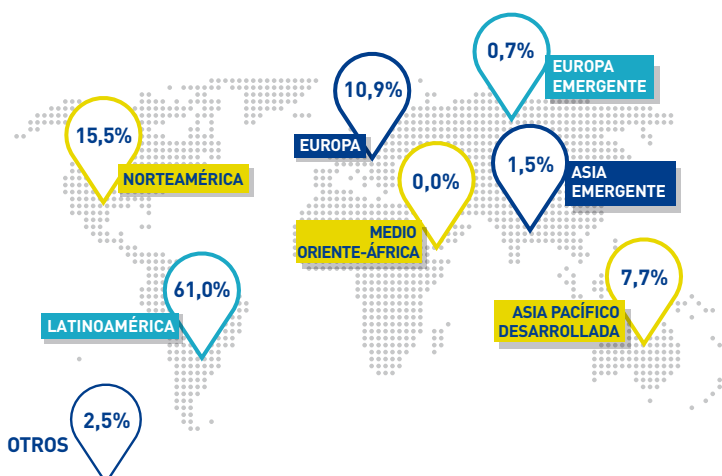 0,7%
EUROPA
EMERGENTE
10,9%
EUROPA
15,5%
NORTEAMÉRICA
1,5%
ASIA
EMERGENTE
0,0%
MEDIO
ORIENTE-ÁFRICA
61,0%
LATINOAMÉRICA
7,7%
ASIA PACÍFICO
DESARROLLADA
2,5%
OTROS